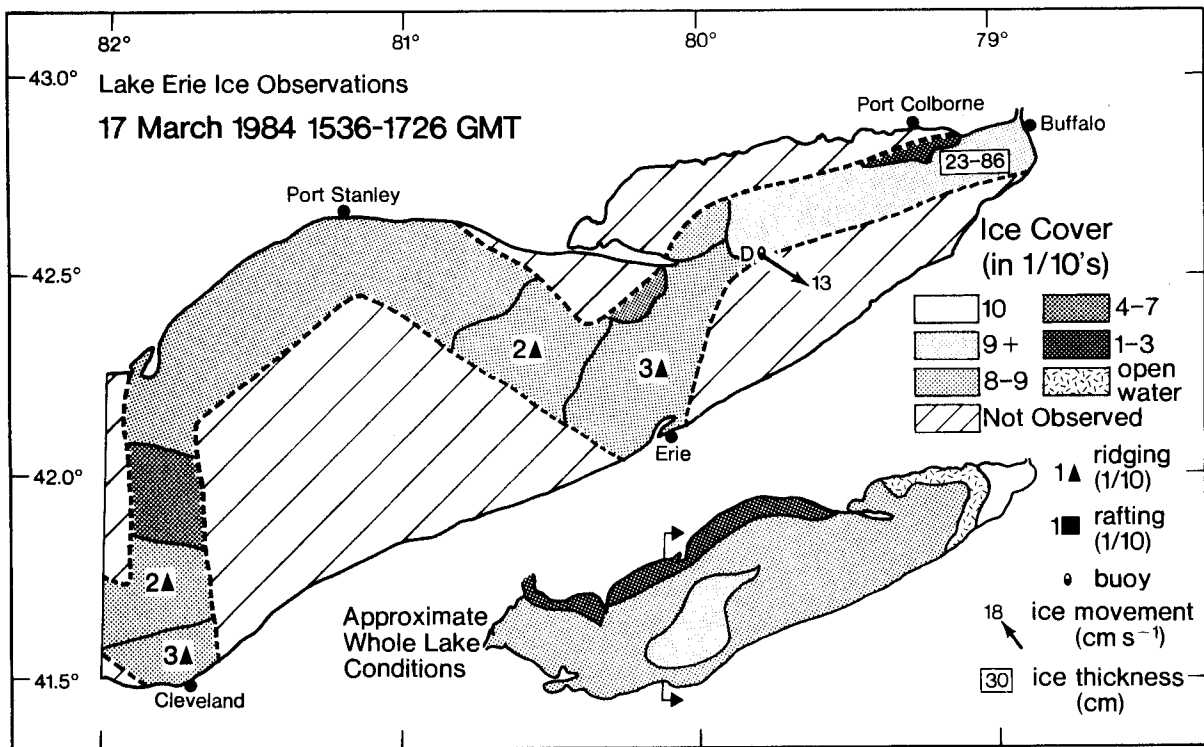 82°
81°
80°
79°
43.0°
42.5°
42.0°
41.5°
Lake Erie Ice Observations
17 March 1984 1536-1726 GMT
Port Colborne
Buffalo
Port Stanley
23-86
D
13
2
3
Erie
2
3
Cleveland
Ice Cover
(in 1/10's)
10
4-7
9+
1-3
8-9
open
water
Not Observed
1 ridging
(1/10)
1 rafting
(1/10)
buoy
18 ice movement
(cm s⁻¹)
30 ice thickness
(cm)
Approximate
Whole Lake
Conditions